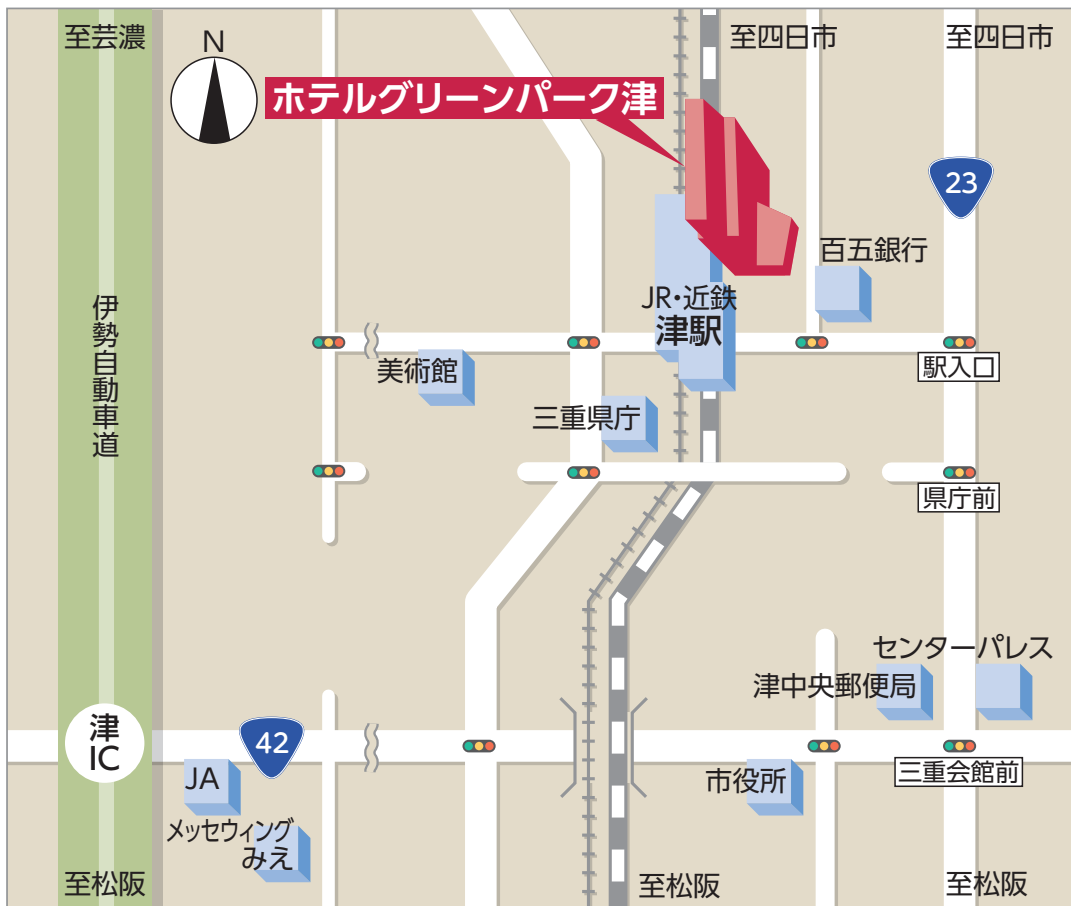 至芸濃
N
至四日市
至四日市
ホテルグリーンパーク津
23
百五銀行
伊勢自動車道
JR・近鉄
津駅
美術館
駅入口
三重県庁
県庁前
センターパレス
津中央郵便局
津
IC
42
JA
市役所
三重会館前
メッセウィング
みえ
至松阪
至松阪
至松阪